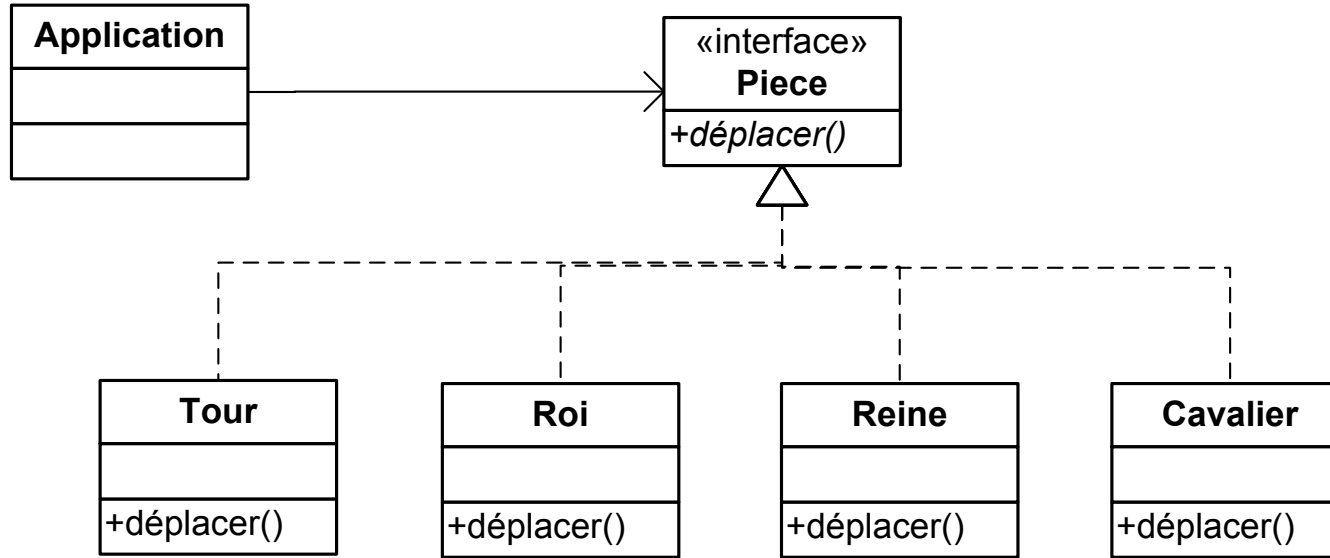 Application
«interface»
Piece
+déplacer()
Tour
Roi
Reine
Cavalier
+déplacer()
+déplacer()
+déplacer()
+déplacer()